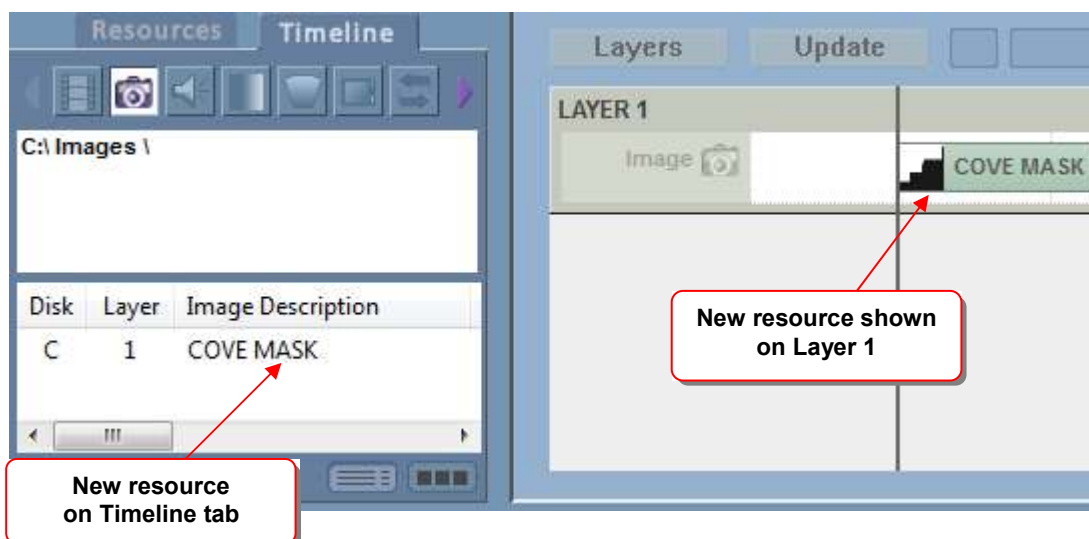 Resources Timeline
C:\ Images \
Disk Layer Image Description
C 1 COVE MASK
New resource
on Timeline tab
Layers Update
LAYER 1
Image
COVE MASK
New resource shown
on Layer 1